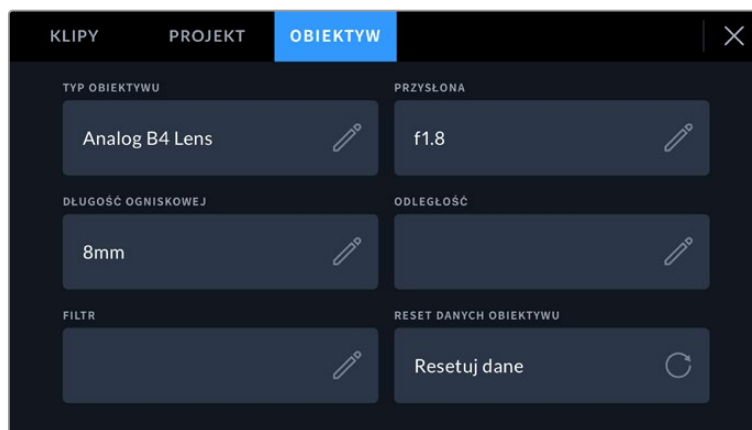 KLIPY PROJEKT OBIEKTYW
TYP OBIEKTYWU PRZYSŁONA
Analog B4 Lens f1.8
DŁUGOŚĆ OGNISKOWEJ ODLEGŁOŚĆ
8mm
FILTR RESET DANYCH OBIEKTYWU
Resetuj dane